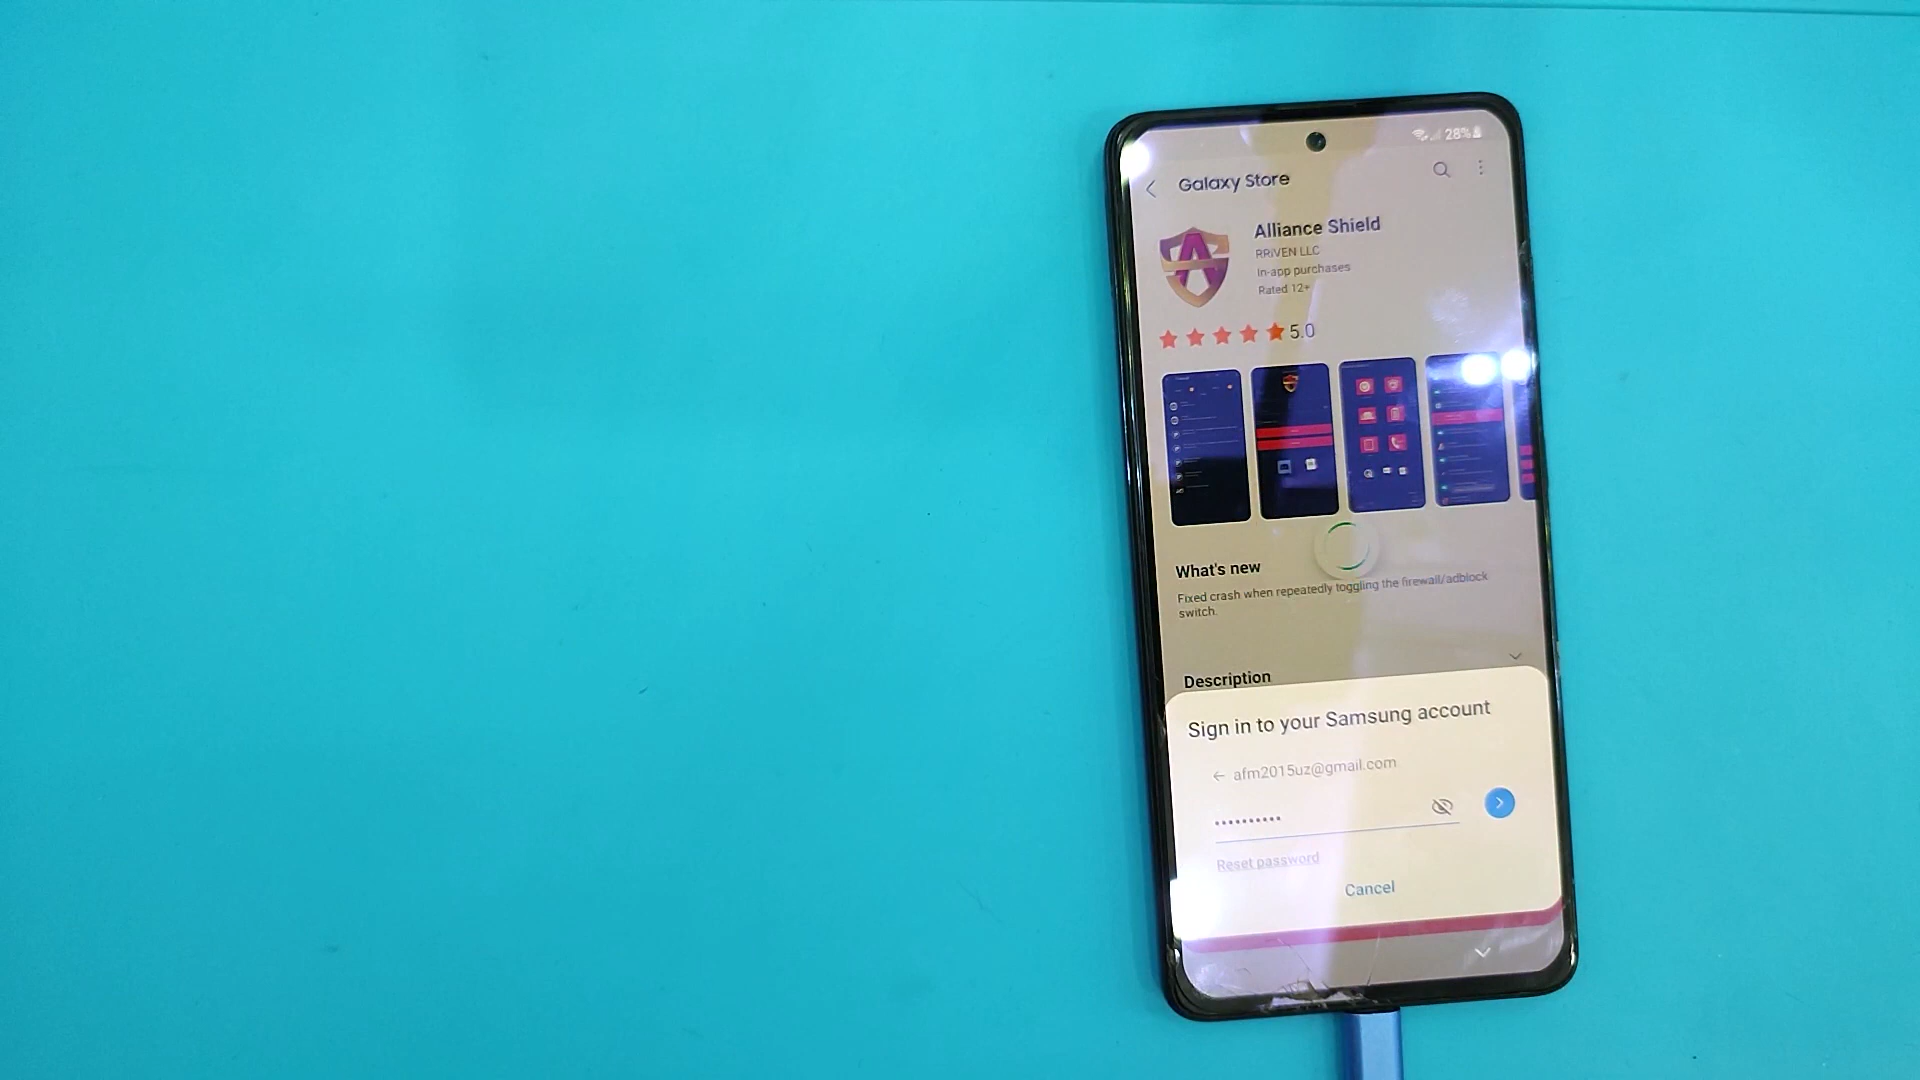 28%
Galaxy Store
Alliance Shield
RRiVEN LLC
In-app purchases
Rated 12+
5.0
What's new
Fixed crash when repeatedly toggling the firewall/adblock
switch.
Description
Sign in to your Samsung account
afm2015uz@gmail.com
••••••••••
Reset password
Cancel